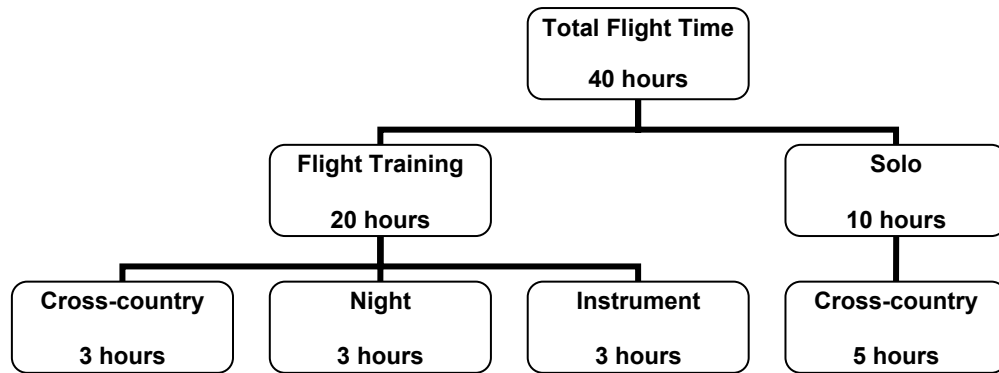 Total Flight Time
40 hours
Flight Training
20 hours
Solo
10 hours
Cross-country
3 hours
Night
3 hours
Instrument
3 hours
Cross-country
5 hours